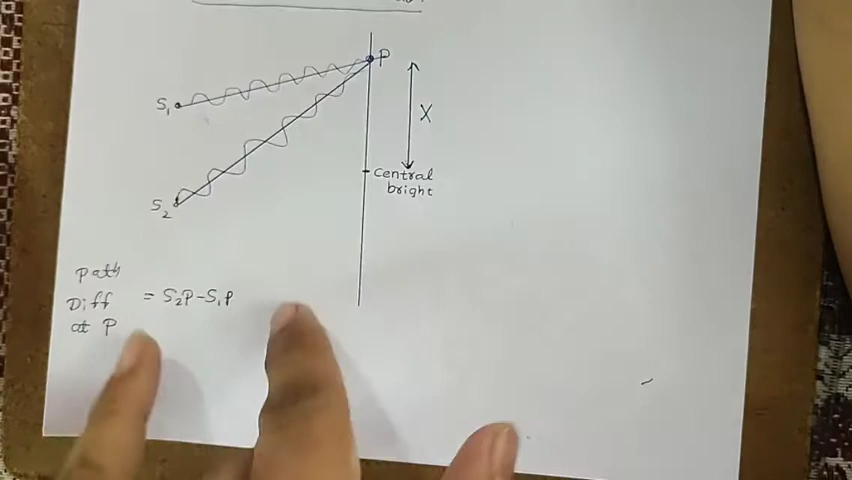 P
S1
X
central
bright
S2
Path
Diff = S2P-S1P
at P